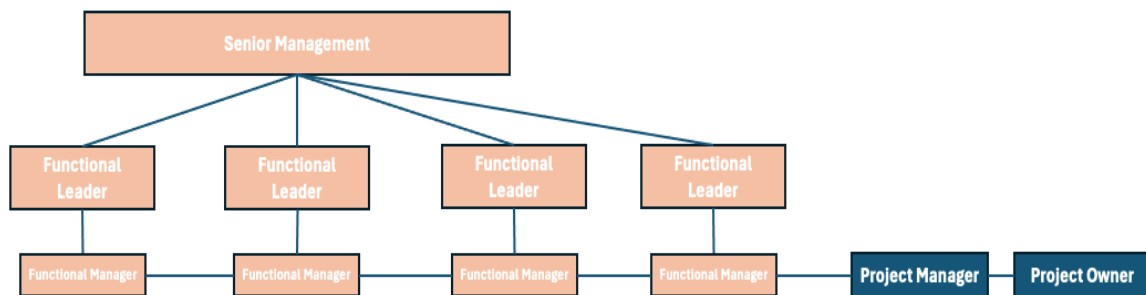 Senior Management
Functional
Leader
Functional
Leader
Functional
Leader
Functional
Leader
Functional Manager
Functional Manager
Functional Manager
Functional Manager
Project Manager
Project Owner